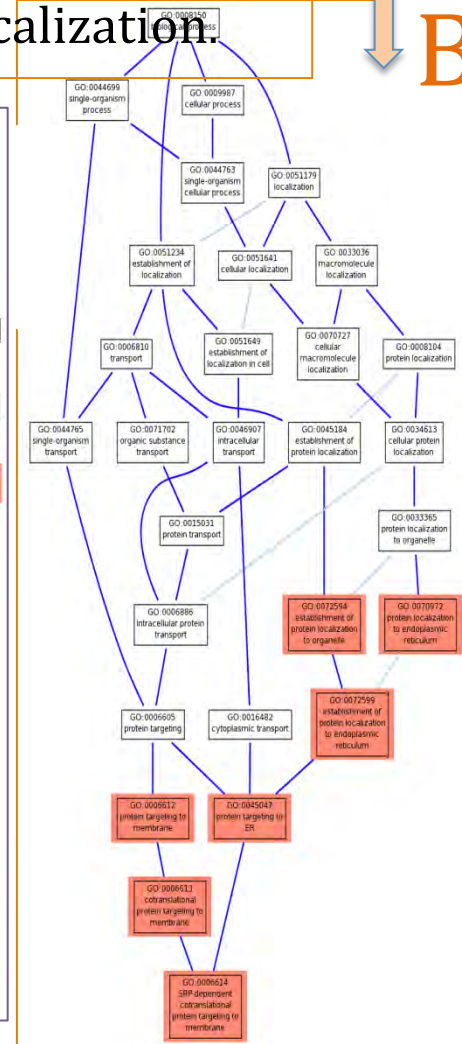 calization.
B
GO:0008150
biological_process
GO:0044699
single-organism
process
GO:0009987
cellular process
GO:0044763
single-organism
cellular process
GO:0051179
localization
GO:0051234
establishment of
localization
GO:0051641
cellular localization
GO:0033036
macromolecule
localization
GO:0006810
transport
GO:0051649
establishment of
localization in cell
GO:0070727
cellular
macromolecule
localization
GO:0008104
protein localization
GO:0044765
single-organism
transport
GO:0071702
organic substance
transport
GO:0046907
intracellular
transport
GO:0045184
establishment of
protein localization
GO:0034613
cellular protein
localization
GO:0015031
protein transport
GO:0033365
protein localization
to organelle
GO:0006886
intracellular protein
transport
GO:0072594
establishment of
protein localization
to organelle
GO:0070972
protein localization
to endoplasmic
reticulum
GO:0006605
protein targeting
GO:0016482
cytoplasmic transport
GO:0072599
establishment of
protein localization
to endoplasmic
reticulum
GO:0006612
protein targeting to
membrane
GO:0045047
protein targeting to
ER
GO:0006613
cotranslational
protein targeting to
membrane
GO:0006614
SRP-dependent
cotranslational
protein targeting to
membrane